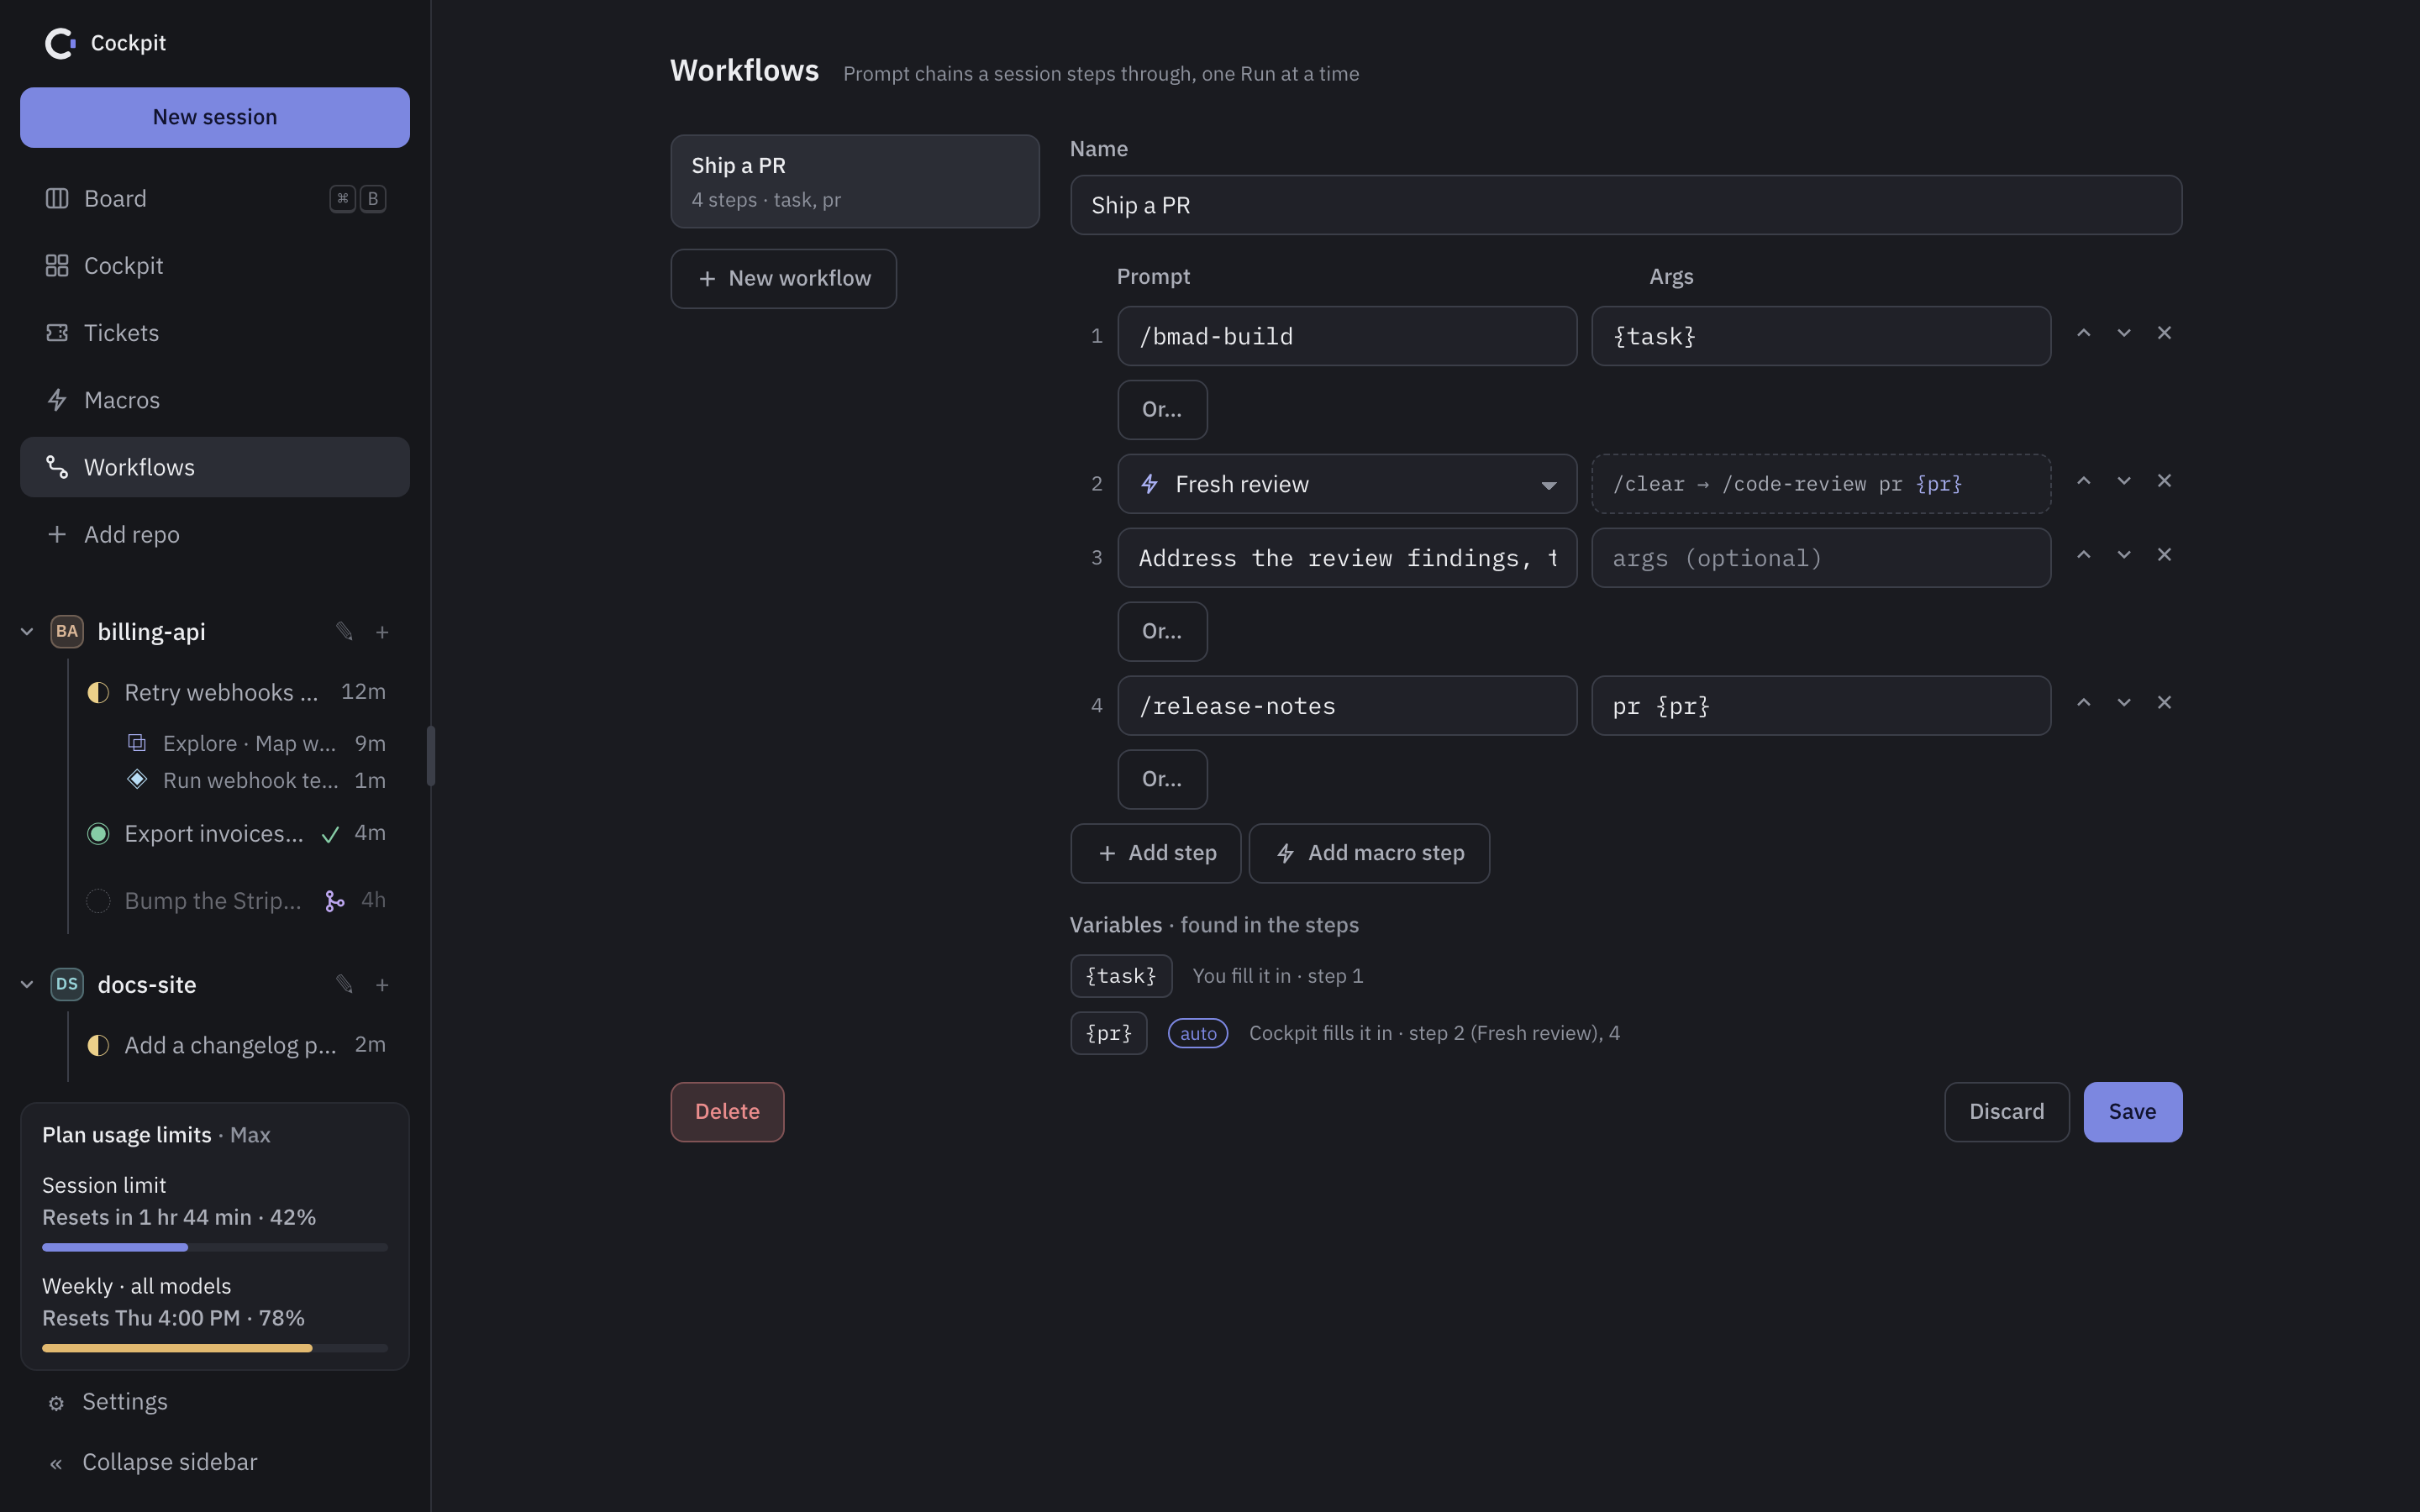 Cockpit
New session
Board ⌘ B
Cockpit
Tickets
Macros
Workflows
Add repo
BA billing-api
Retry webhooks ... 12m
Explore · Map w... 9m
Run webhook te... 1m
Export invoices... 4m
Bump the Strip... 4h
DS docs-site
Add a changelog p... 2m
Plan usage limits · Max
Session limit
Resets in 1 hr 44 min · 42%
Weekly · all models
Resets Thu 4:00 PM · 78%
Settings
« Collapse sidebar
Workflows Prompt chains a session steps through, one Run at a time
Ship a PR
4 steps · task, pr
+ New workflow
Name
Ship a PR
Prompt Args
1 /bmad-build {task}
Or...
2 Fresh review /clear → /code-review pr {pr}
3 Address the review findings, t args (optional)
Or...
4 /release-notes pr {pr}
Or...
+ Add step Add macro step
Variables · found in the steps
{task} You fill it in · step 1
{pr} auto Cockpit fills it in · step 2 (Fresh review), 4
Delete Discard Save